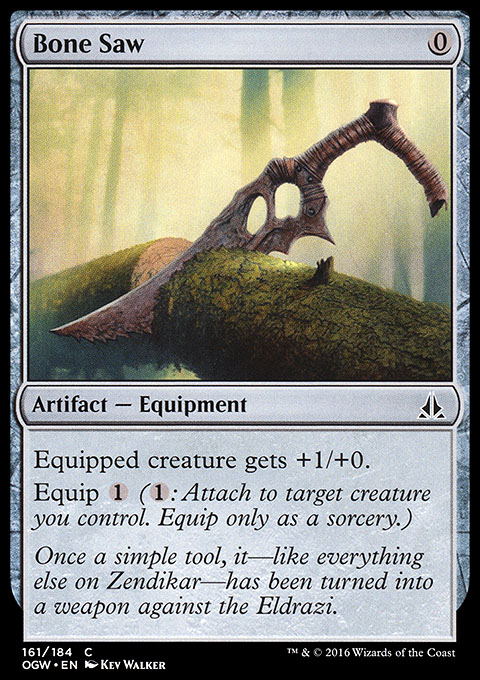 Bone Saw 0
Artifact — Equipment
Equipped creature gets +1/+0.
Equip 1 (1: Attach to target creature
you control. Equip only as a sorcery.)
Once a simple tool, it—like everything
else on Zendikar—has been turned into
a weapon against the Eldrazi.
161/184 C
OGW • EN Kev Walker
™ & © 2016 Wizards of the Coast